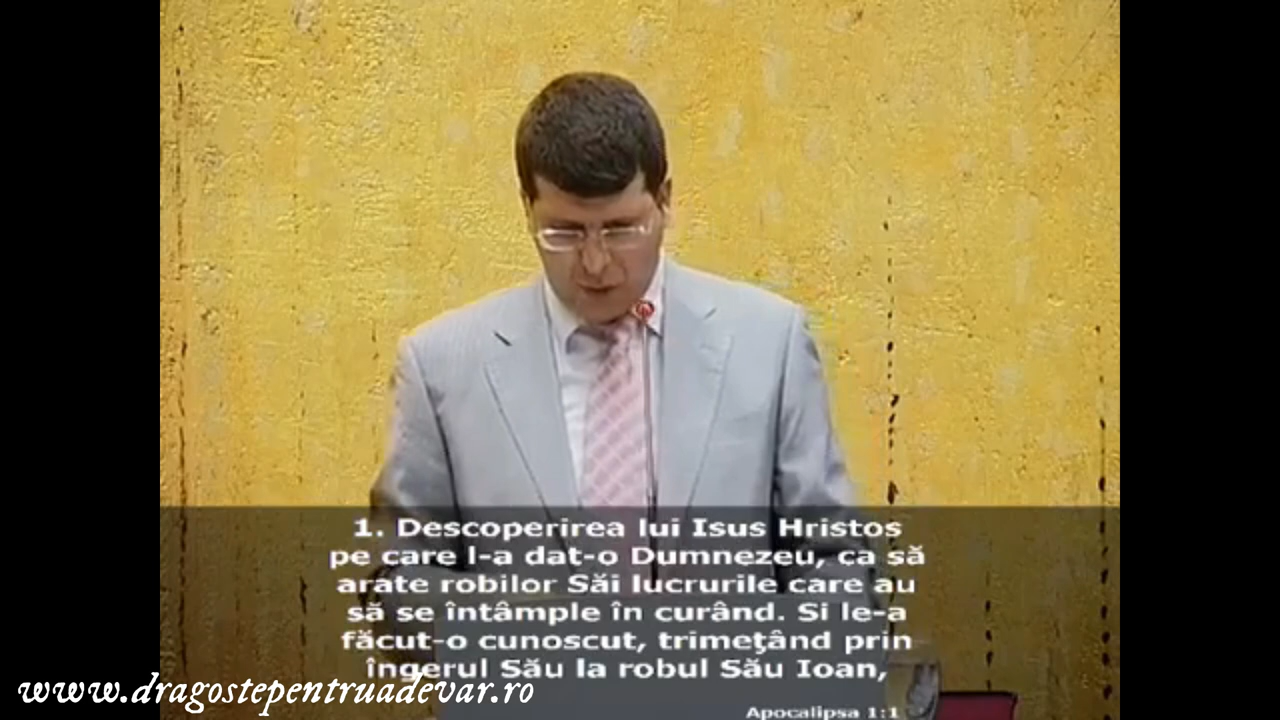 1. Descoperirea lui Isus Hristos
pe care l-a dat-o Dumnezeu, ca să
arate robilor Săi lucrurile care au
să se întâmple în curând. Si le-a
făcut-o cunoscut, trimeţând prin
îngerul Său la robul Său Ioan,
www.dragostepentruadevar.ro
Apocalipsa 1:1